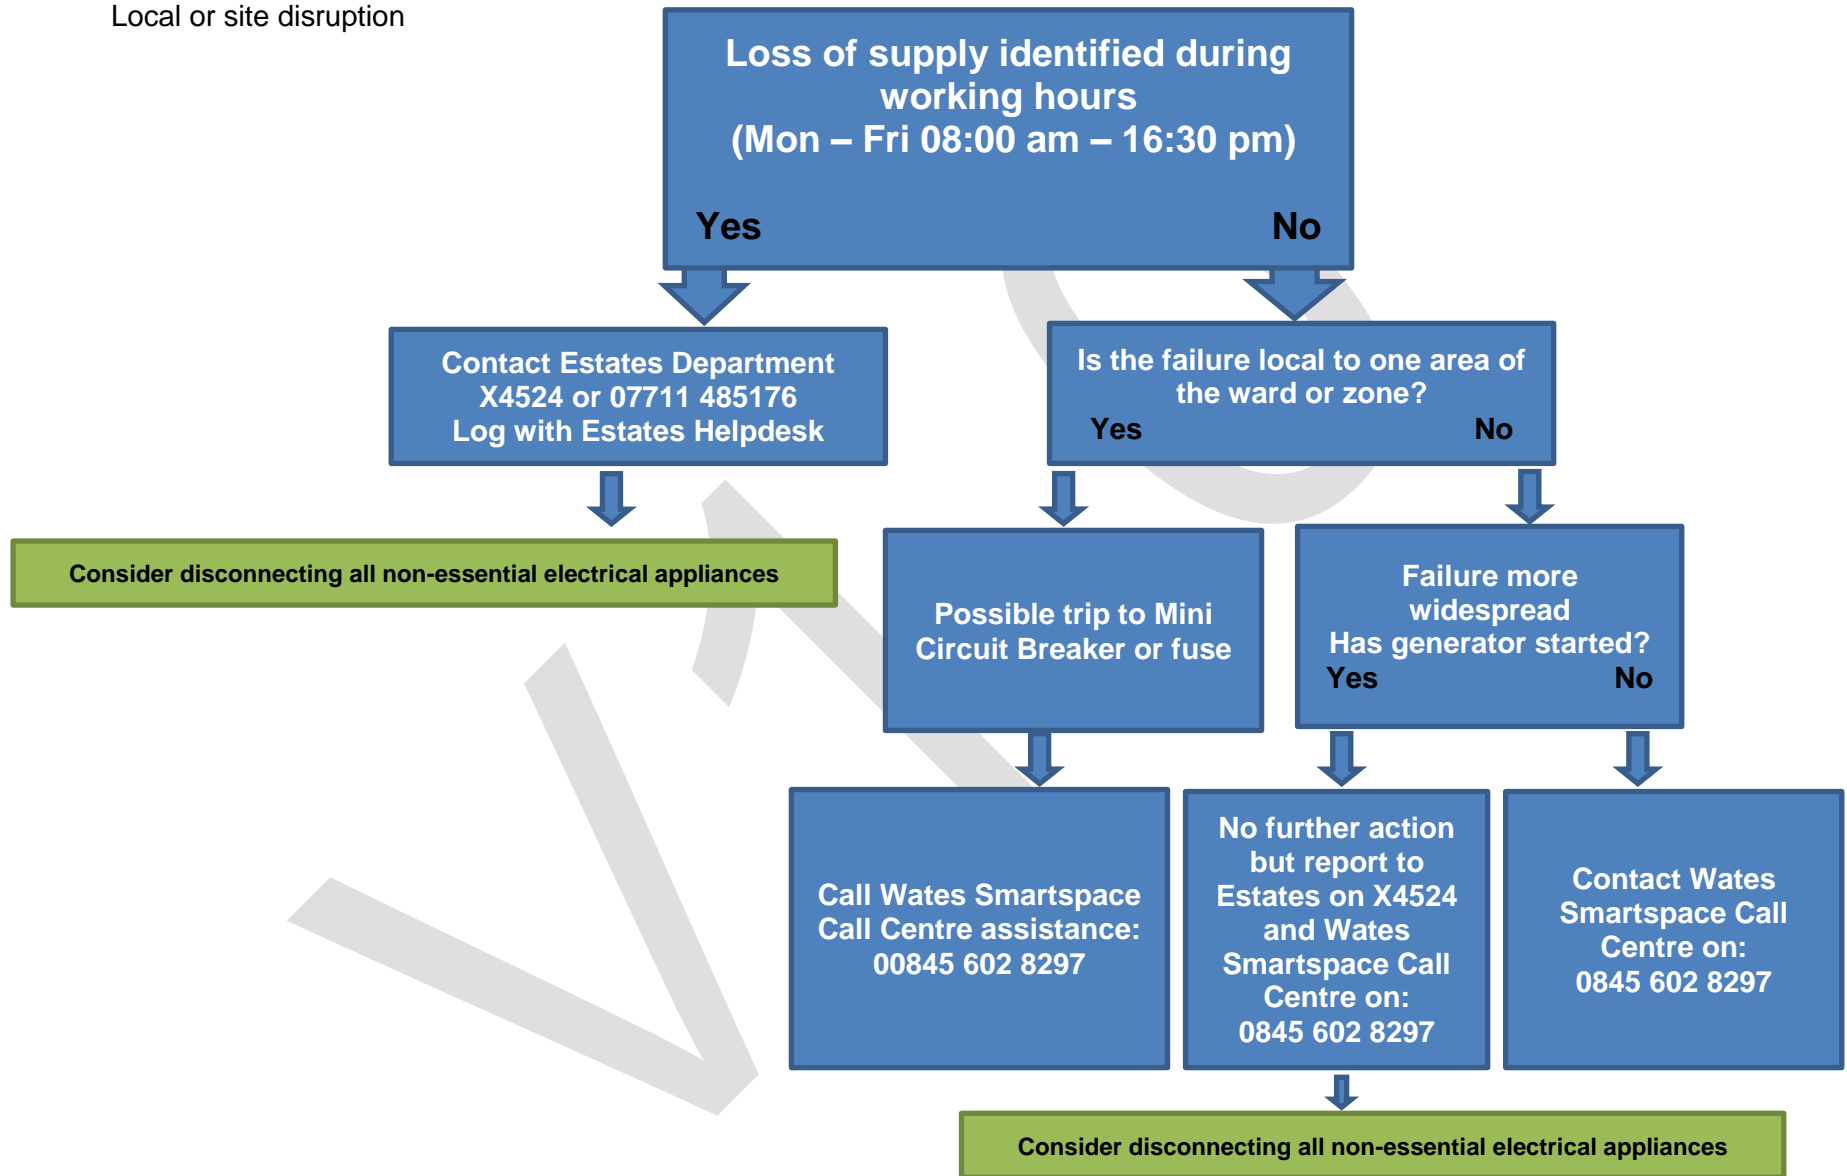 Local or site disruption
Loss of supply identified during
working hours
(Mon – Fri 08:00 am – 16:30 pm)
Yes
No
Contact Estates Department
X4524 or 07711 485176
Log with Estates Helpdesk
Is the failure local to one area of
the ward or zone?
Yes
No
Consider disconnecting all non-essential electrical appliances
Possible trip to Mini
Circuit Breaker or fuse
Failure more
widespread
Has generator started?
Yes
No
Call Wates Smartspace
Call Centre assistance:
00845 602 8297
No further action
but report to
Estates on X4524
and Wates
Smartspace Call
Centre on:
0845 602 8297
Contact Wates
Smartspace Call
Centre on:
0845 602 8297
Consider disconnecting all non-essential electrical appliances